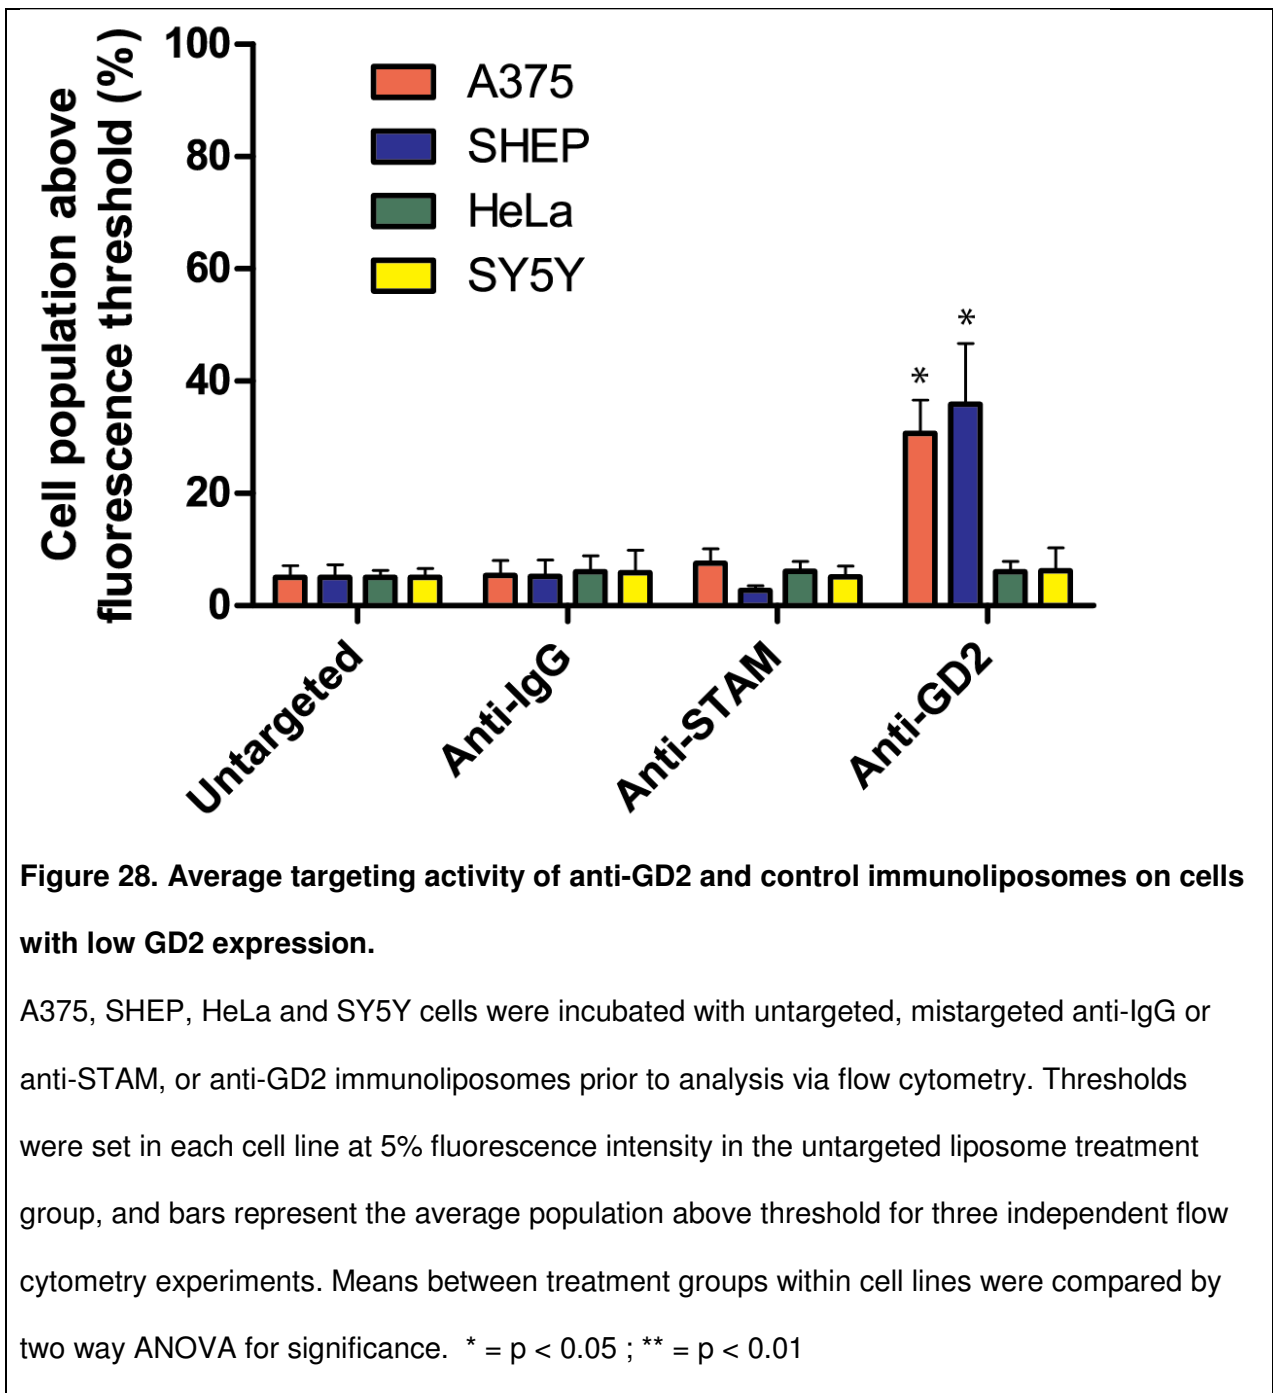 Cell population above
fluorescence threshold (%)
100
80
60
40
20
0
A375
SHEP
HeLa
SY5Y
*
*
Untargeted
Anti-IgG
Anti-STAM
Anti-GD2
Figure 28. Average targeting activity of anti-GD2 and control immunoliposomes on cells
with low GD2 expression.
A375, SHEP, HeLa and SY5Y cells were incubated with untargeted, mistargeted anti-IgG or
anti-STAM, or anti-GD2 immunoliposomes prior to analysis via flow cytometry. Thresholds
were set in each cell line at 5% fluorescence intensity in the untargeted liposome treatment
group, and bars represent the average population above threshold for three independent flow
cytometry experiments. Means between treatment groups within cell lines were compared by
two way ANOVA for significance. * = p < 0.05 ; ** = p < 0.01